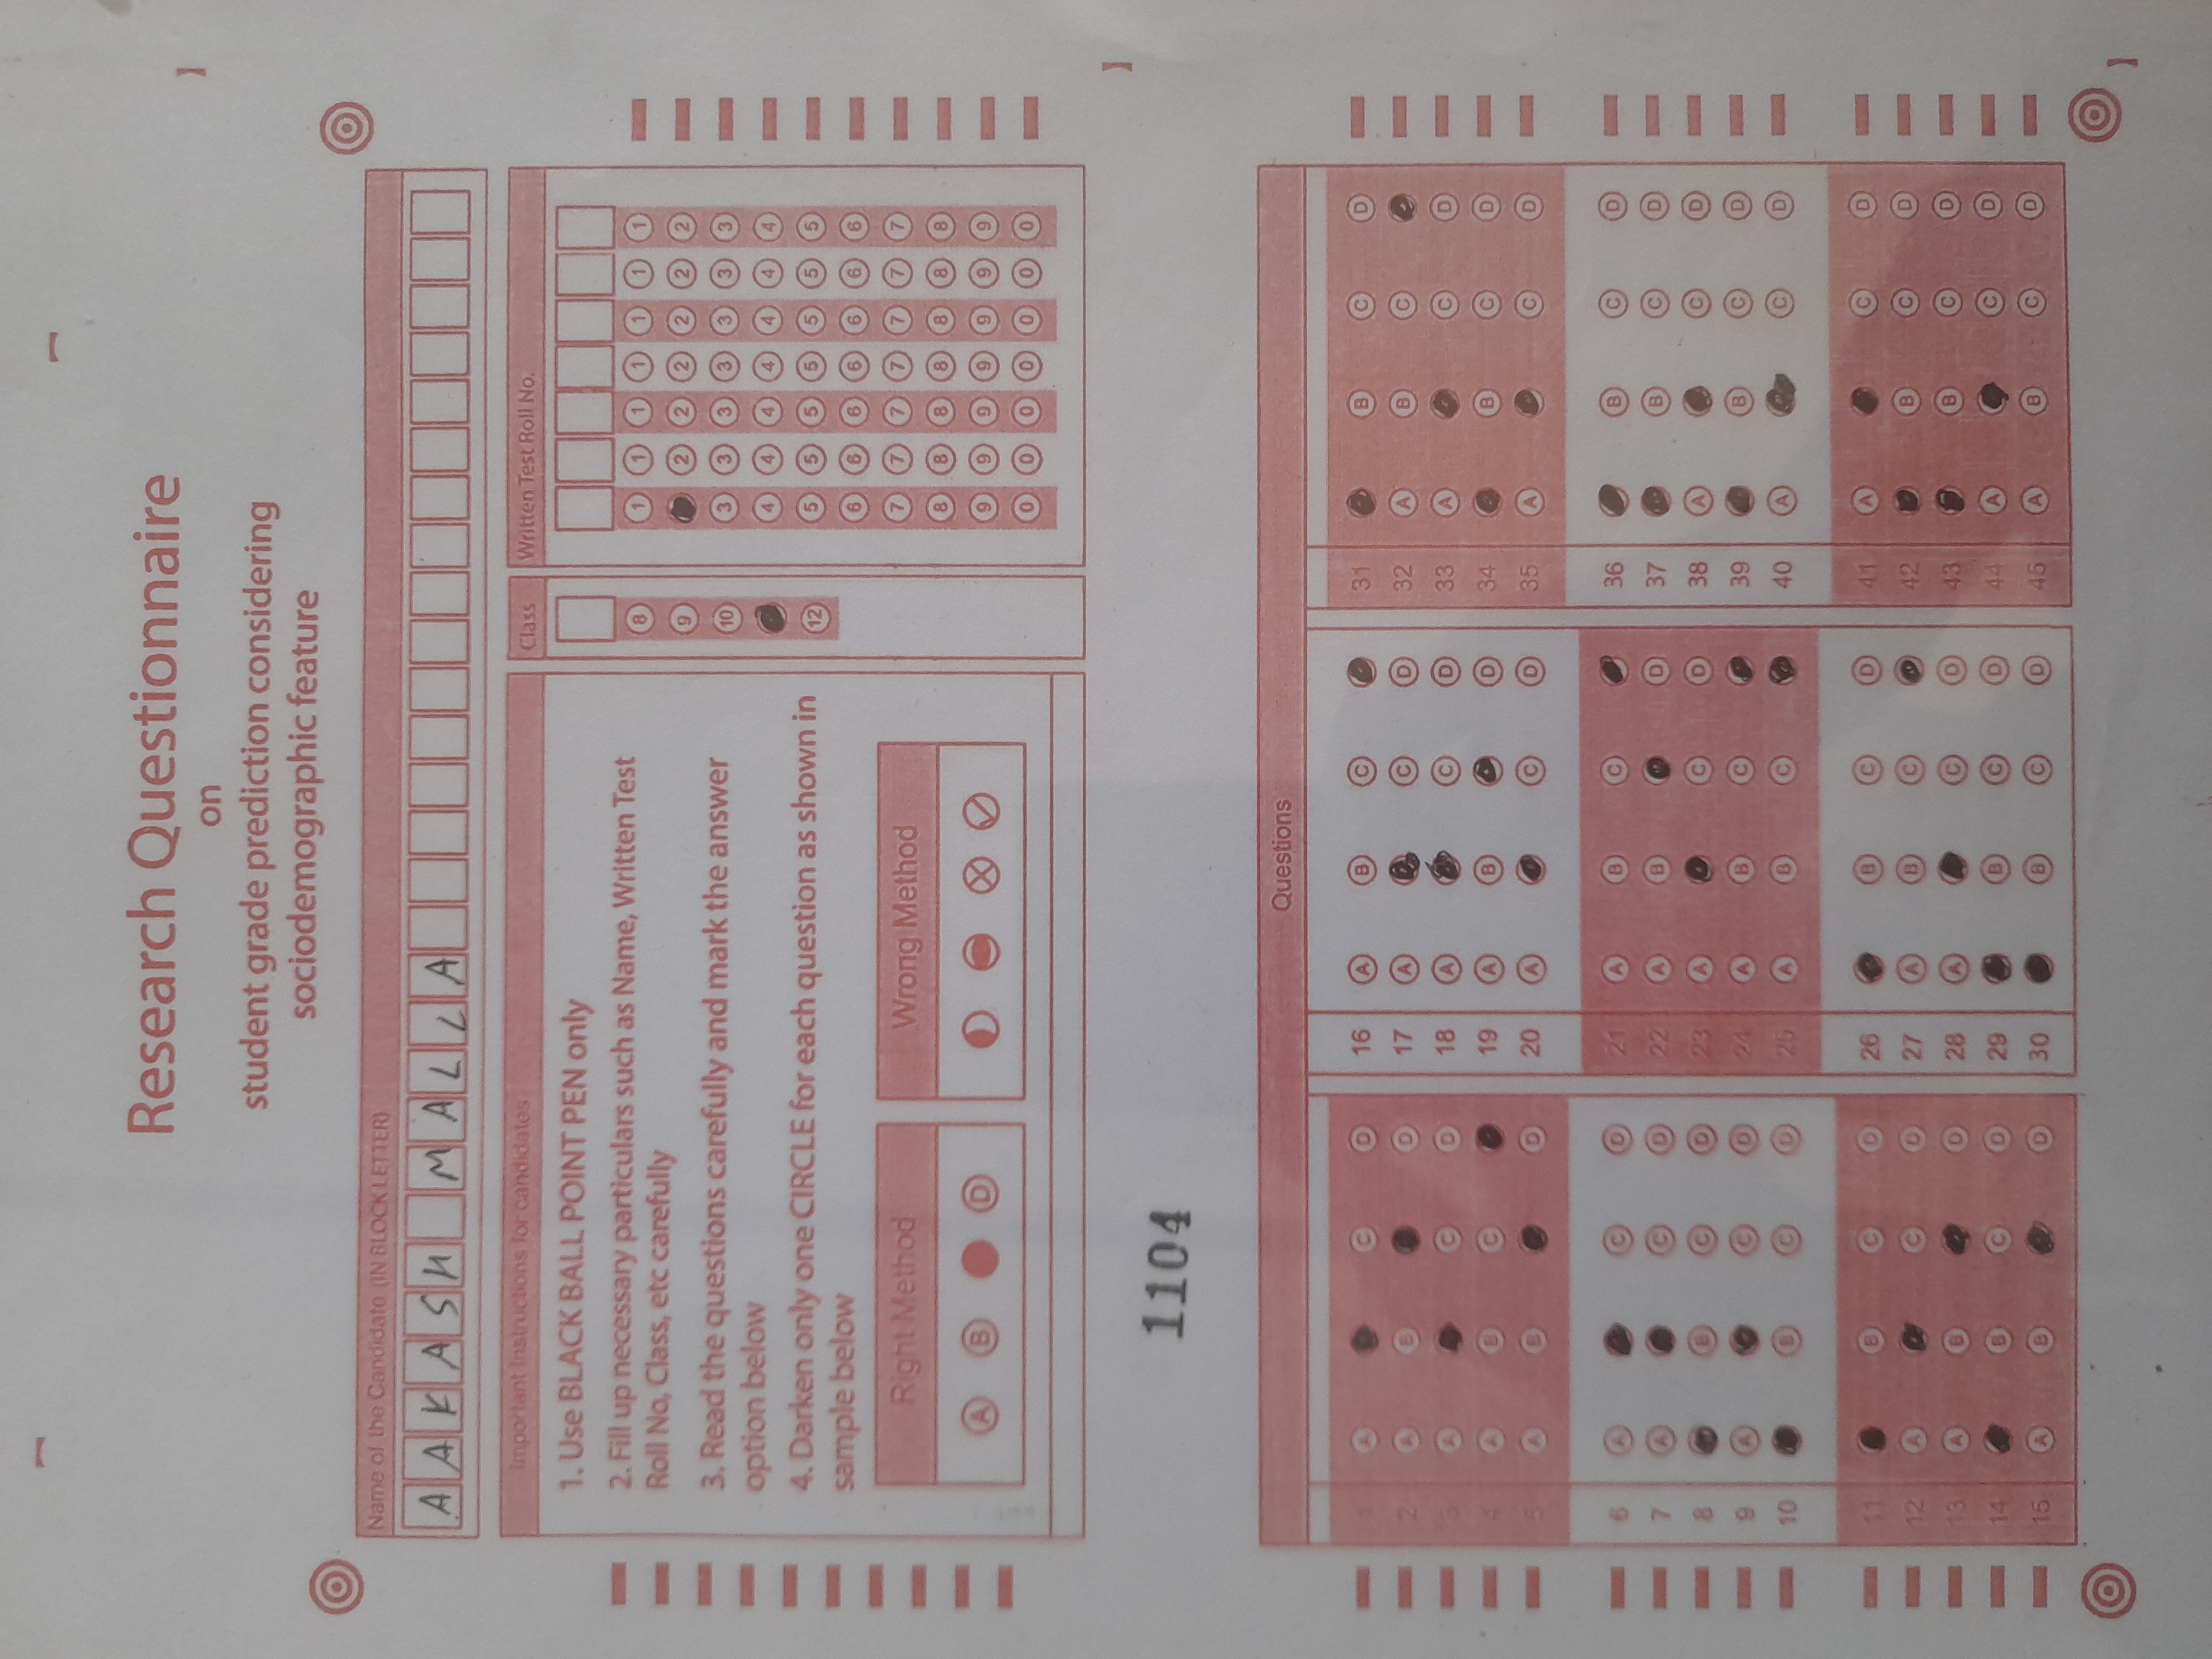 Research Questionnaire
on
student grade prediction considering
sociodemographic feature
Name of the Candidate (IN BLOCK LETTER)
AAKASH MALLA
Important Instructions for candidates
1. Use BLACK BALL POINT PEN only
2. Fill up necessary particulars such as Name, Written Test
Roll No, Class, etc carefully
3. Read the questions carefully and mark the answer
option below
4. Darken only one CIRCLE for each question as shown in
sample below
Right Method
A B D
Wrong Method
Class
8
9
10
12
Written Test Roll No.
1 1 1 1 1 1 1
2 2 2 2 2 2
3 3 3 3 3 3 3
4 4 4 4 4 4 4
5 5 5 5 5 5 5
6 6 6 6 6 6 6
7 7 7 7 7 7 7
8 8 8 8 8 8 8
9 9 9 9 9 9 9
0 0 0 0 0 0 0
1104
Questions
1 A C D
2 A B D
3 A C D
4 A B C
5 A B D
6 A C D
7 A C D
8 B C D
9 A C D
10 B C D
11 B C D
12 A C D
13 A B D
14 B C D
15 A B D
16 A B C
17 A C D
18 A C D
19 A B D
20 A C D
21 A B C
22 A B D
23 A C D
24 A B C
25 A B C
26 B C D
27 A B C
28 A C D
29 B C D
30 B C D
31 B C D
32 A B C
33 A C D
34 B C D
35 A C D
36 B C D
37 B C D
38 A C D
39 B C D
40 A C D
41 A C D
42 B C D
43 B C D
44 A C D
45 A B C D